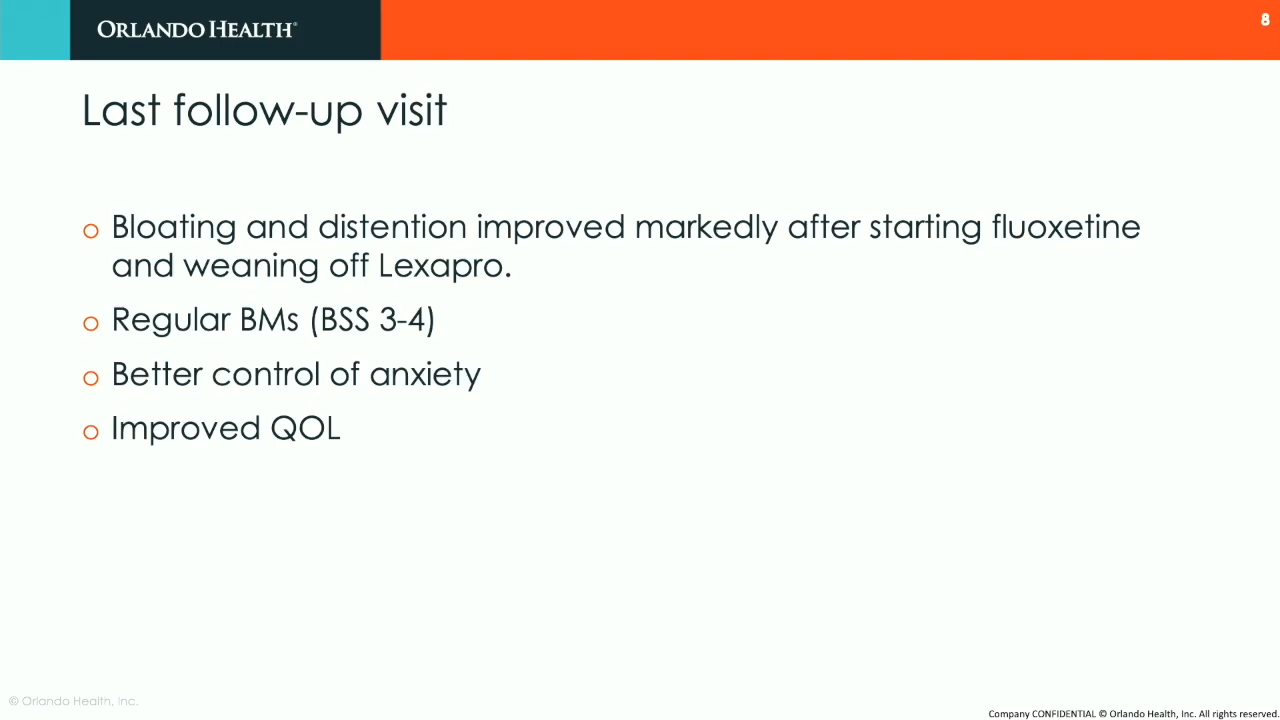 ORLANDO HEALTH®
8
Last follow-up visit
o Bloating and distention improved markedly after starting fluoxetine
and weaning off Lexapro.
o Regular BMs (BSS 3-4)
o Better control of anxiety
o Improved QOL
© Orlando Health, Inc.
Company CONFIDENTIAL © Orlando Health, Inc. All rights reserved.